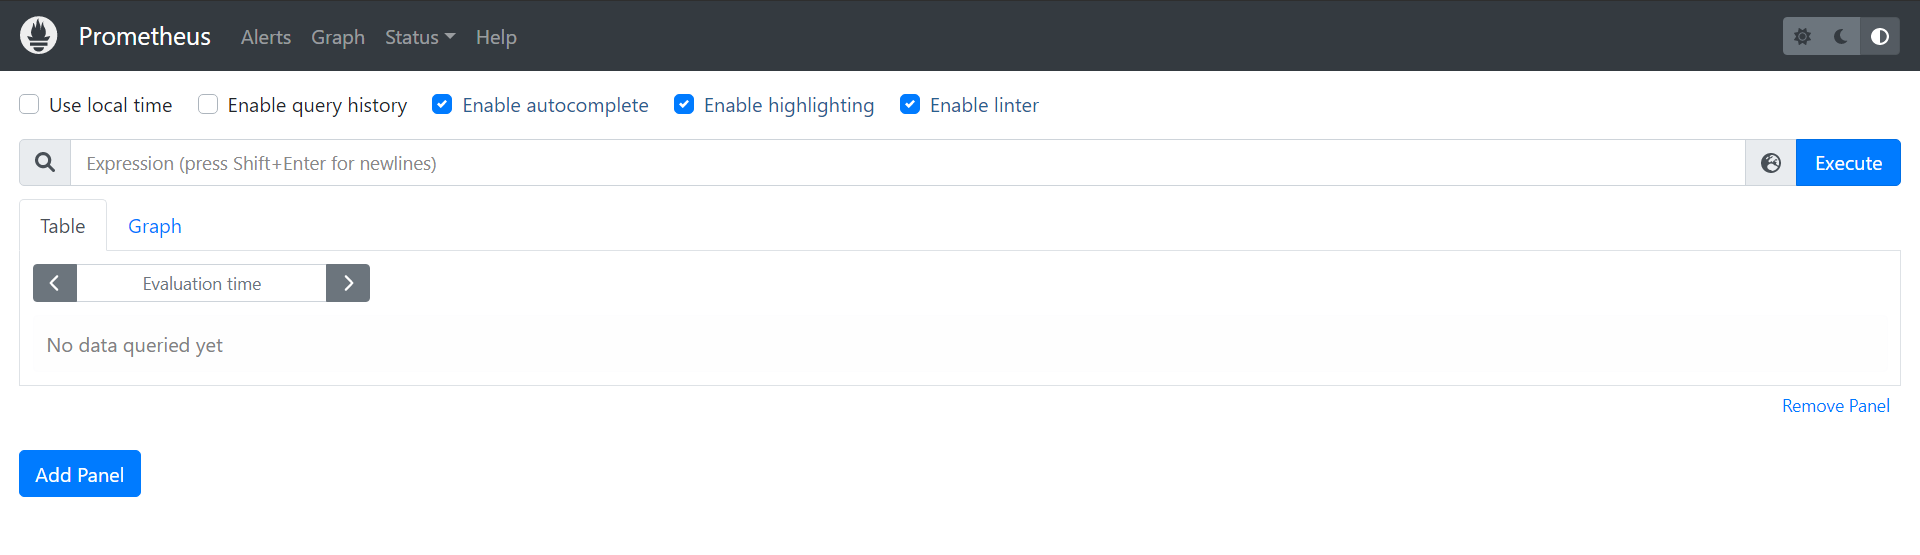 Prometheus Alerts Graph Status Help
Use local time Enable query history Enable autocomplete Enable highlighting Enable linter
Expression (press Shift+Enter for newlines) Execute
Table Graph
Evaluation time
No data queried yet
Remove Panel
Add Panel